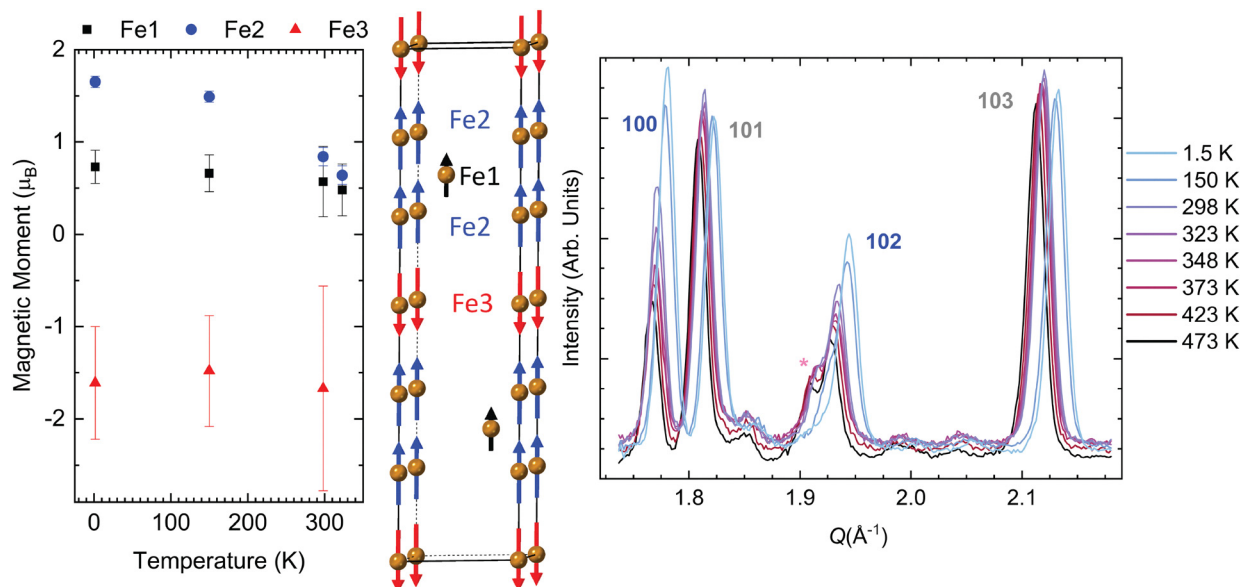 Fe1 Fe2 Fe3
2
1
0
-1
-2
Magnetic Moment (μB)
0 100 200 300
Temperature (K)
Fe2
Fe1
Fe2
Fe3
100
101
102
103
*
Intensity (Arb. Units)
1.8 1.9 2.0 2.1
Q(Å-1)
1.5 K
150 K
298 K
323 K
348 K
373 K
423 K
473 K